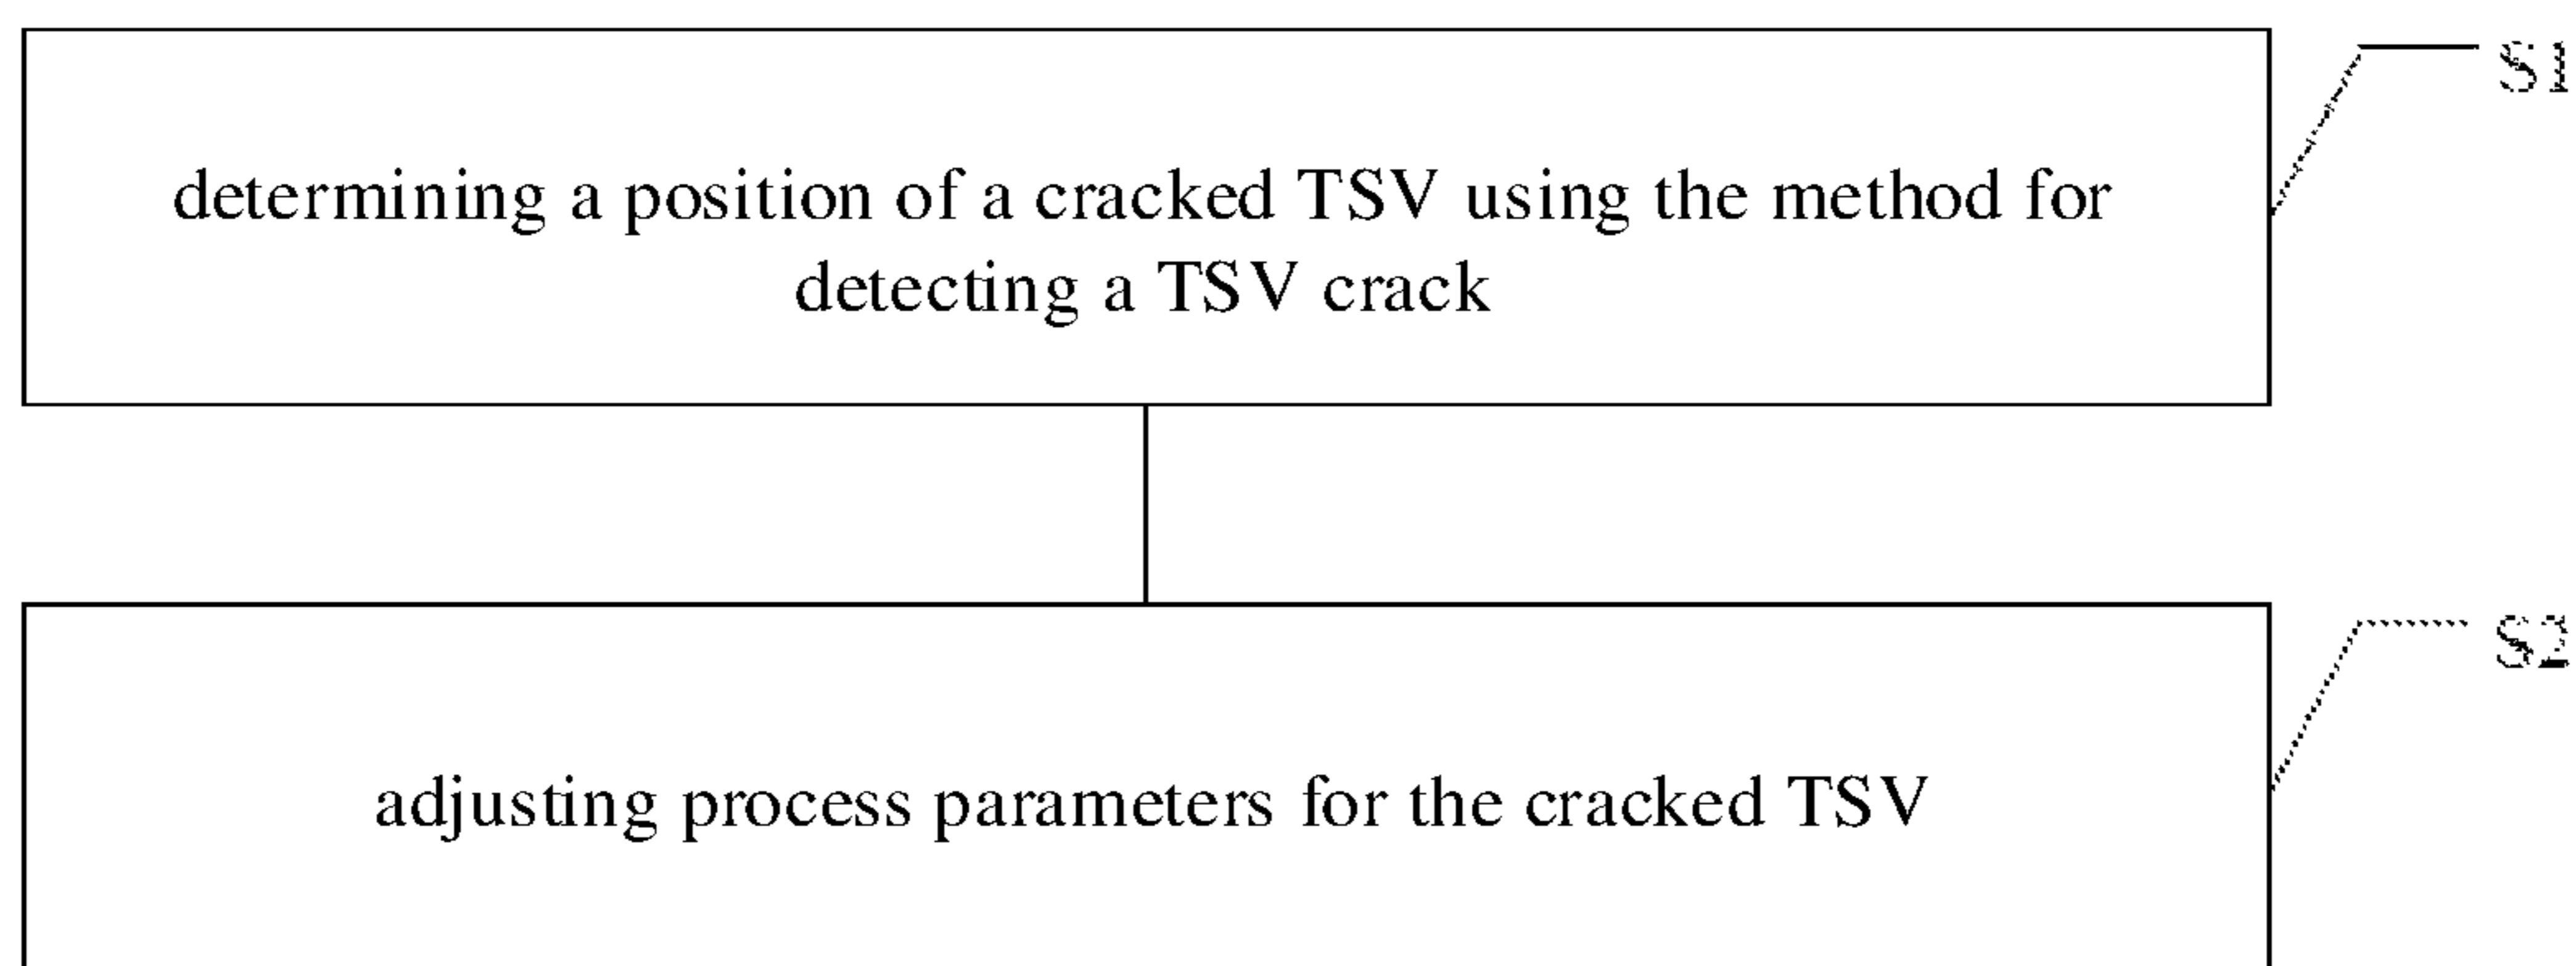 S1
determining a position of a cracked TSV using the method for
detecting a TSV crack
S2
adjusting process parameters for the cracked TSV